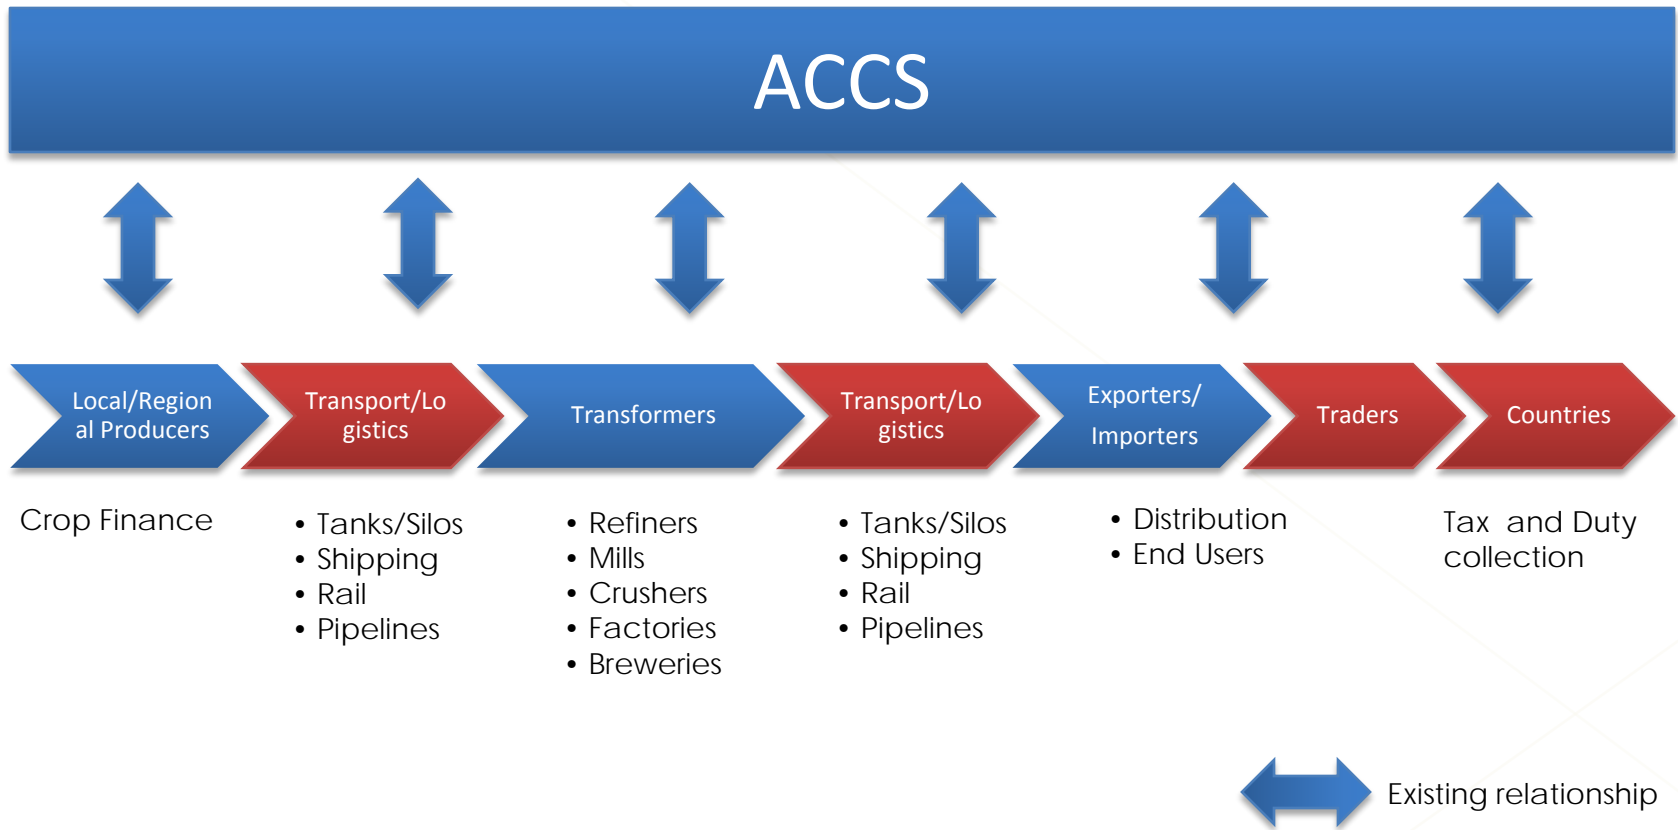 ACCS
Local/Region
al Producers
Transport/Lo
gistics
Transformers
Transport/Lo
gistics
Exporters/
Importers
Traders
Countries
Crop Finance
• Tanks/Silos
• Shipping
• Rail
• Pipelines
• Refiners
• Mills
• Crushers
• Factories
• Breweries
• Tanks/Silos
• Shipping
• Rail
• Pipelines
• Distribution
• End Users
Tax and Duty
collection
Existing relationship